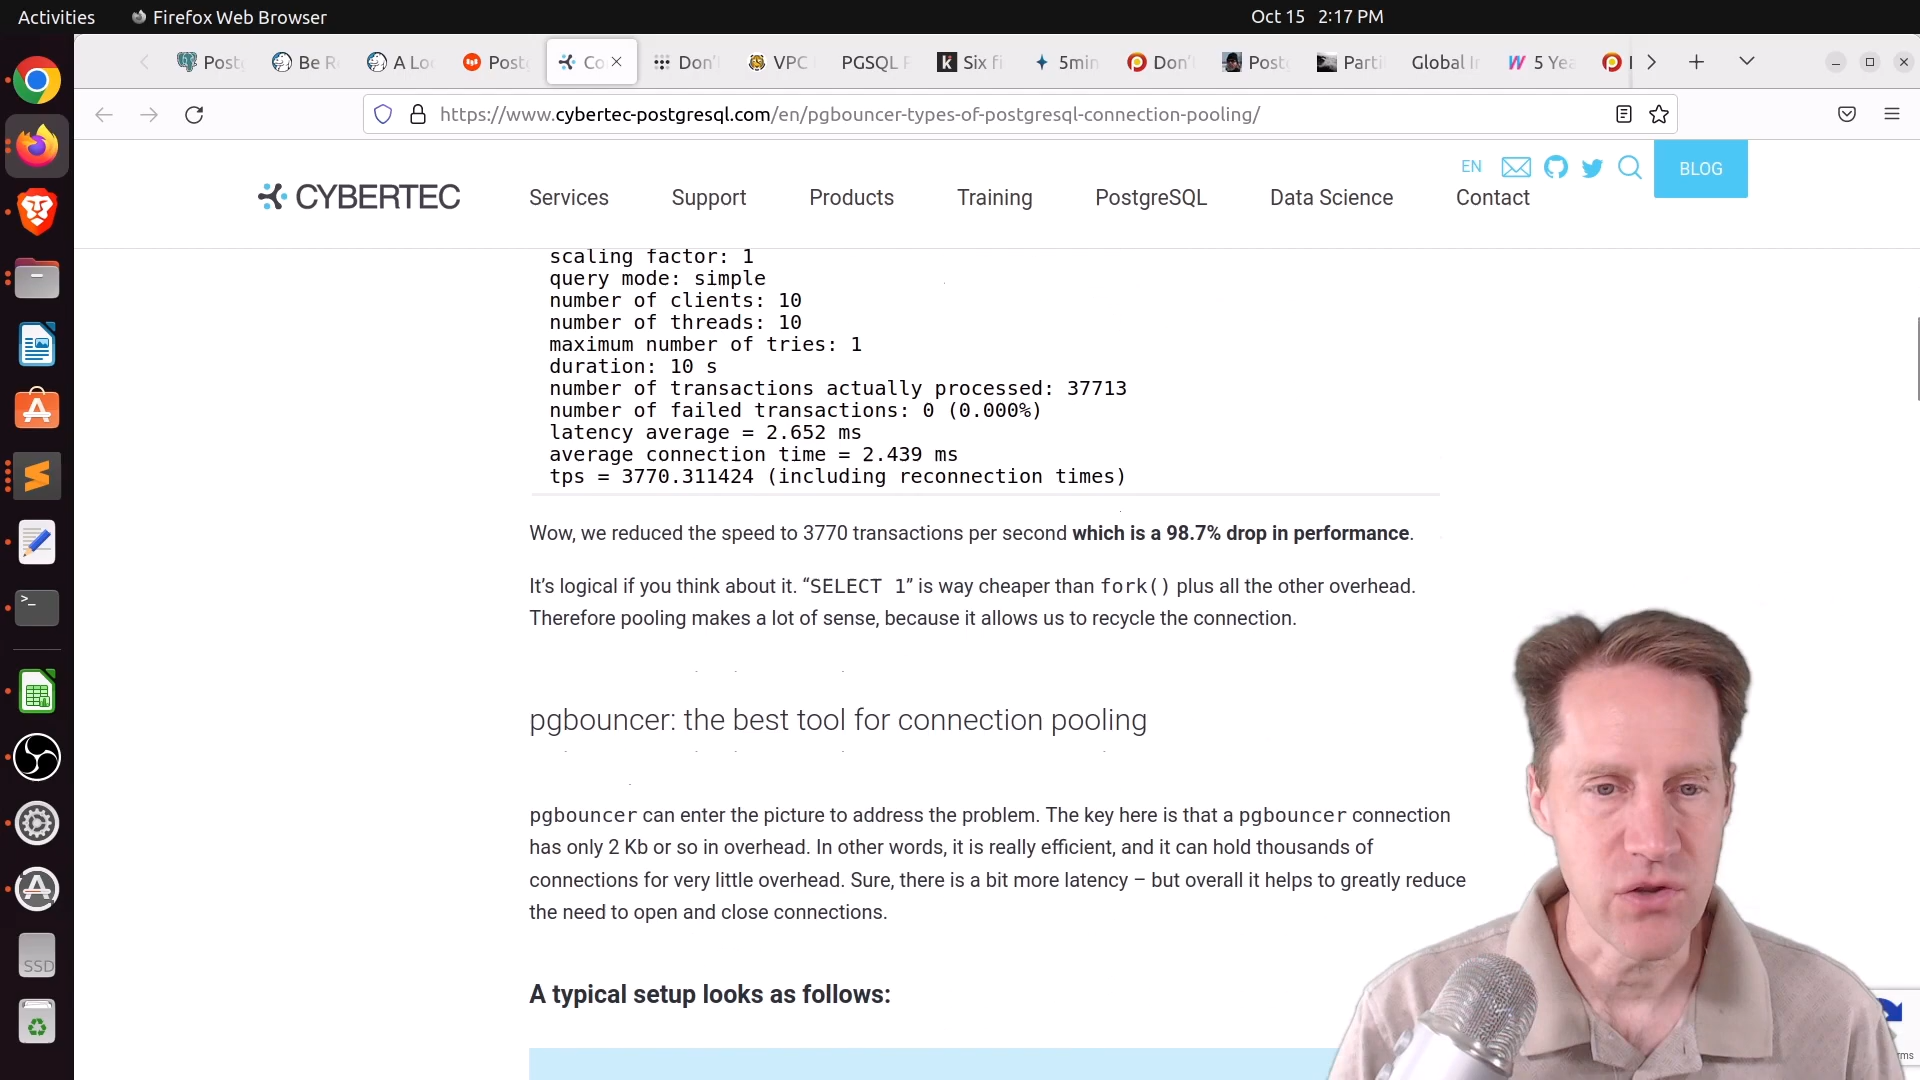 Activities
Firefox Web Browser
Oct 15 2:17 PM
Post
Be R
A Lo
Post
Co
Don'
VPC
PGSQL
Six fi
5min
Don'
Post
Parti
Global I
5 Yea
https://www.cybertec-postgresql.com/en/pgbouncer-types-of-postgresql-connection-pooling/
EN
BLOG
CYBERTEC
Services
Support
Products
Training
PostgreSQL
Data Science
Contact
scaling factor: 1
query mode: simple
number of clients: 10
number of threads: 10
maximum number of tries: 1
duration: 10 s
number of transactions actually processed: 37713
number of failed transactions: 0 (0.000%)
latency average = 2.652 ms
average connection time = 2.439 ms
tps = 3770.311424 (including reconnection times)
Wow, we reduced the speed to 3770 transactions per second which is a 98.7% drop in performance.
It's logical if you think about it. “SELECT 1” is way cheaper than fork() plus all the other overhead.
Therefore pooling makes a lot of sense, because it allows us to recycle the connection.
pgbouncer: the best tool for connection pooling
pgbouncer can enter the picture to address the problem. The key here is that a pgbouncer connection
has only 2 Kb or so in overhead. In other words, it is really efficient, and it can hold thousands of
connections for very little overhead. Sure, there is a bit more latency – but overall it helps to greatly reduce
the need to open and close connections.
A typical setup looks as follows:
SSD